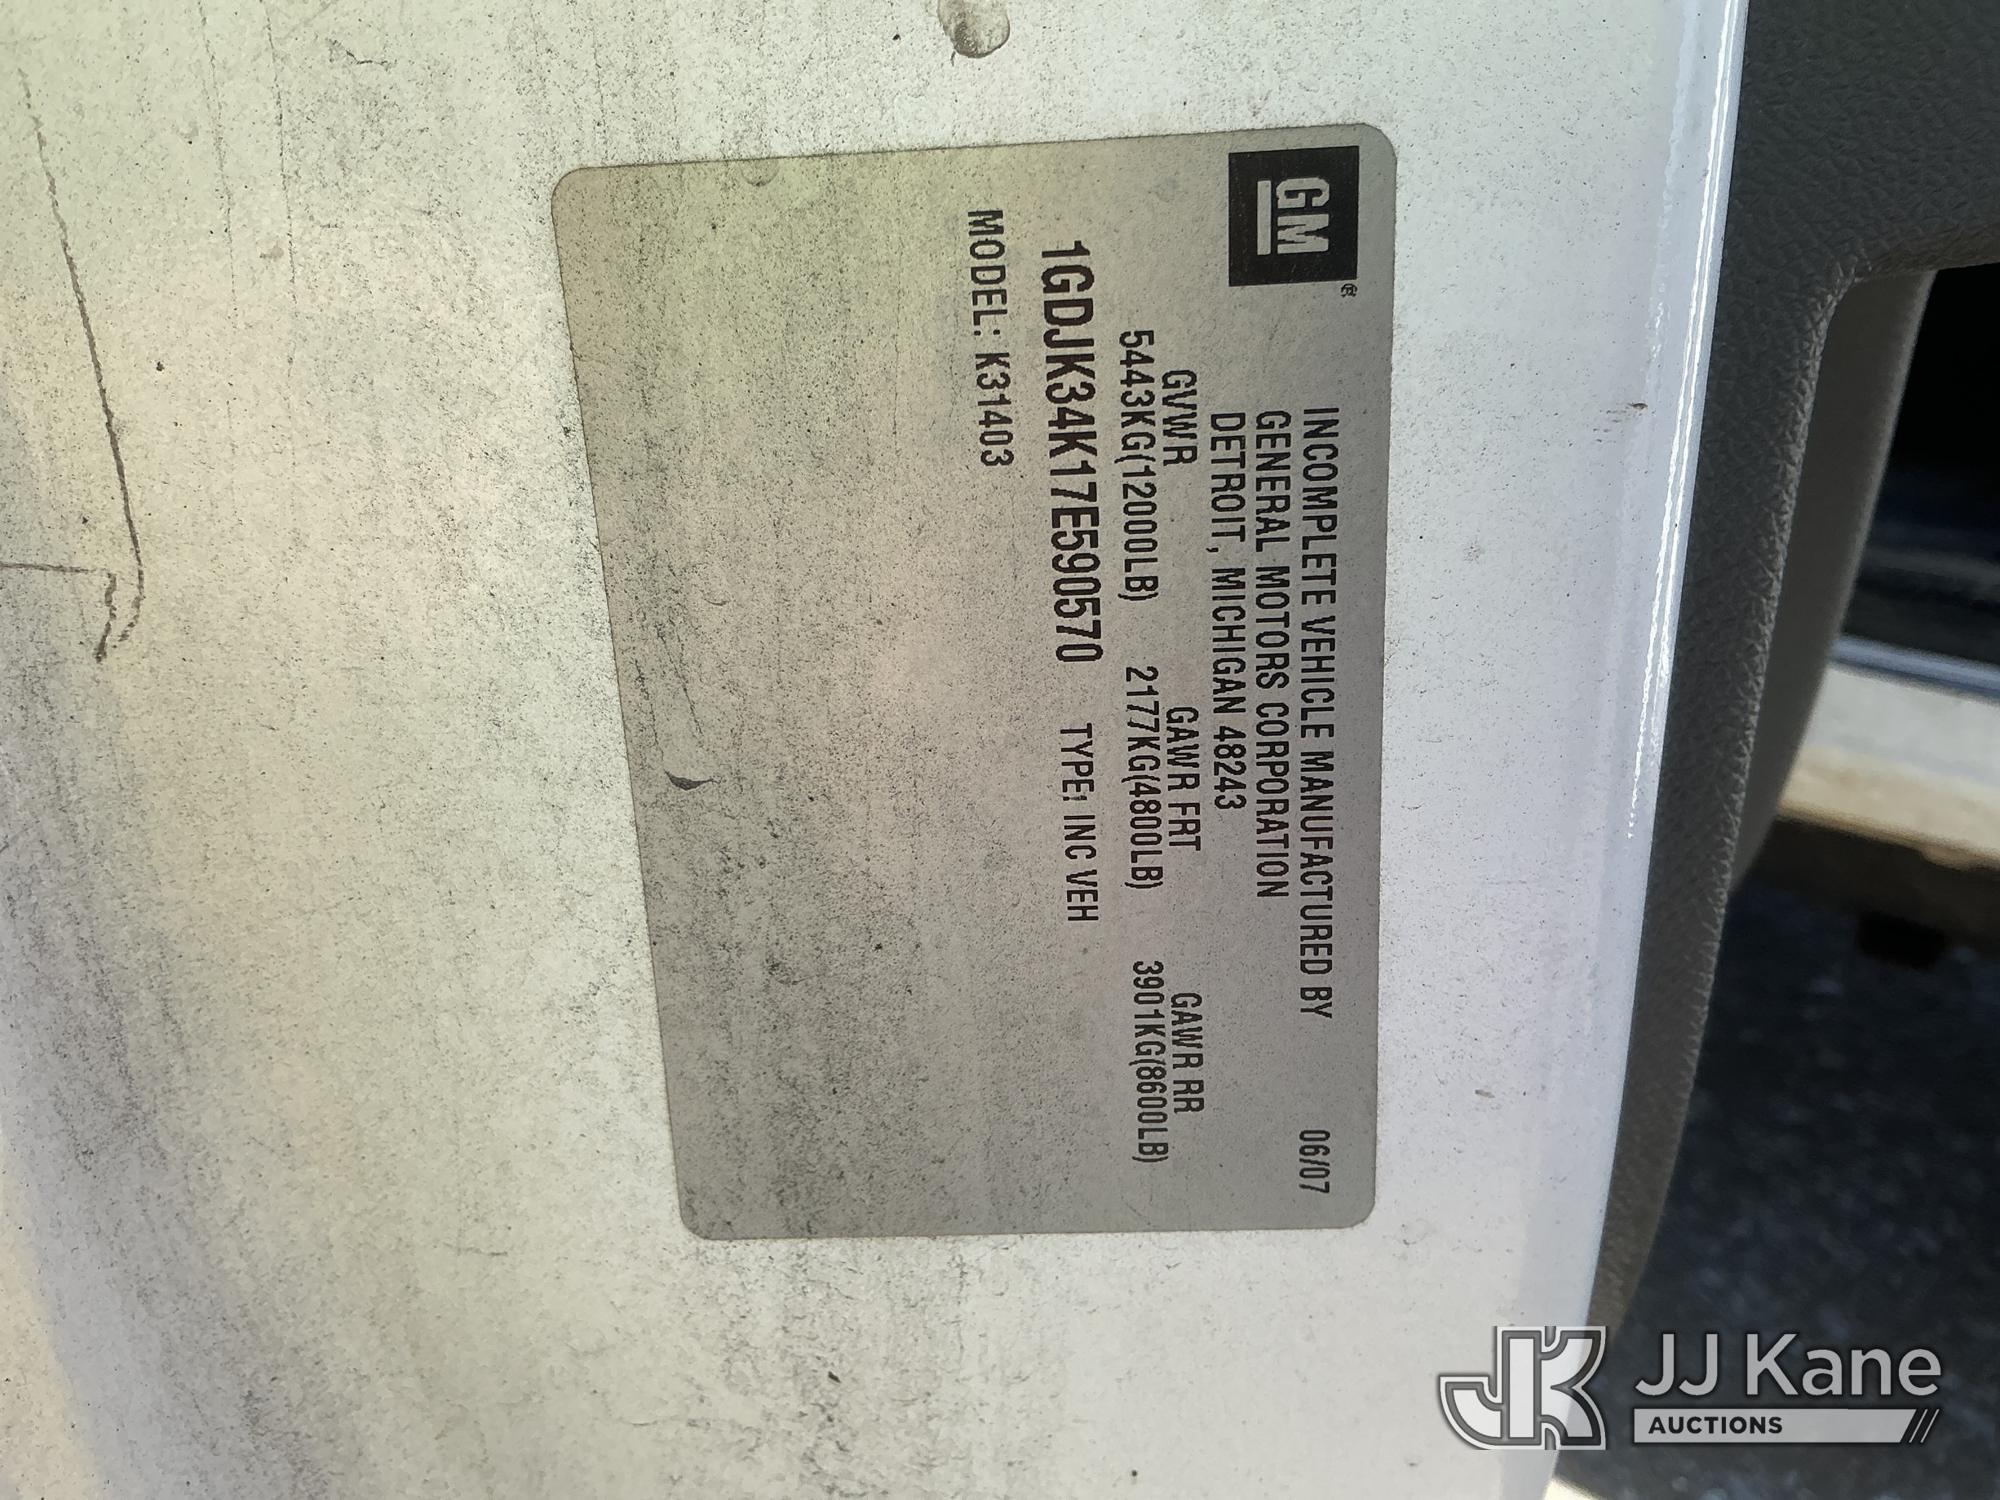 GM®
INCOMPLETE VEHICLE MANUFACTURED BY 06/07
GENERAL MOTORS CORPORATION
DETROIT, MICHIGAN 48243
GVWR GAWR FRT GAWR RR
5443KG(12000LB) 2177KG(4800LB) 3901KG(8600LB)
1GDJK34K17E590570 TYPE: INC VEH
MODEL: K31403
JK JJ Kane
AUCTIONS